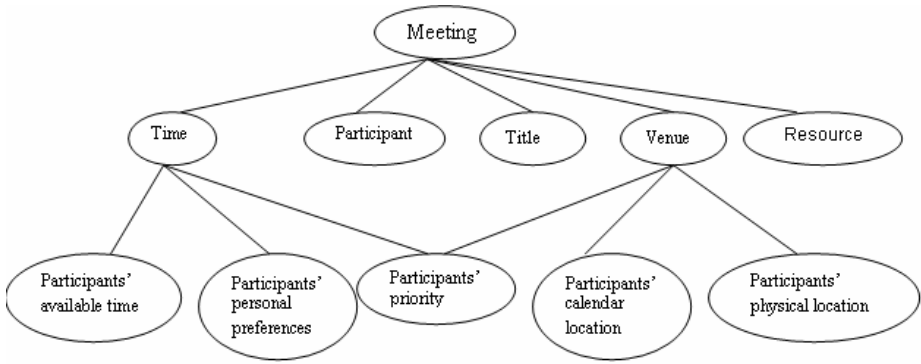 Meeting
Time
Participant
Title
Venue
Resource
Participants’
available time
Participants’
personal
preferences
Participants’
priority
Participants’
calendar
location
Participants’
physical location